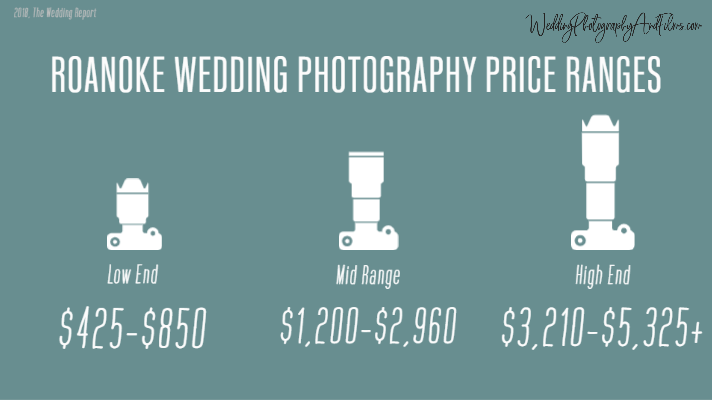 2018, The Wedding Report
WeddingPhotographyAndFilms.com
ROANOKE WEDDING PHOTOGRAPHY PRICE RANGES
Low End
Mid Range
High End
$425-$850
$1,200-$2,960
$3,210-$5,325+